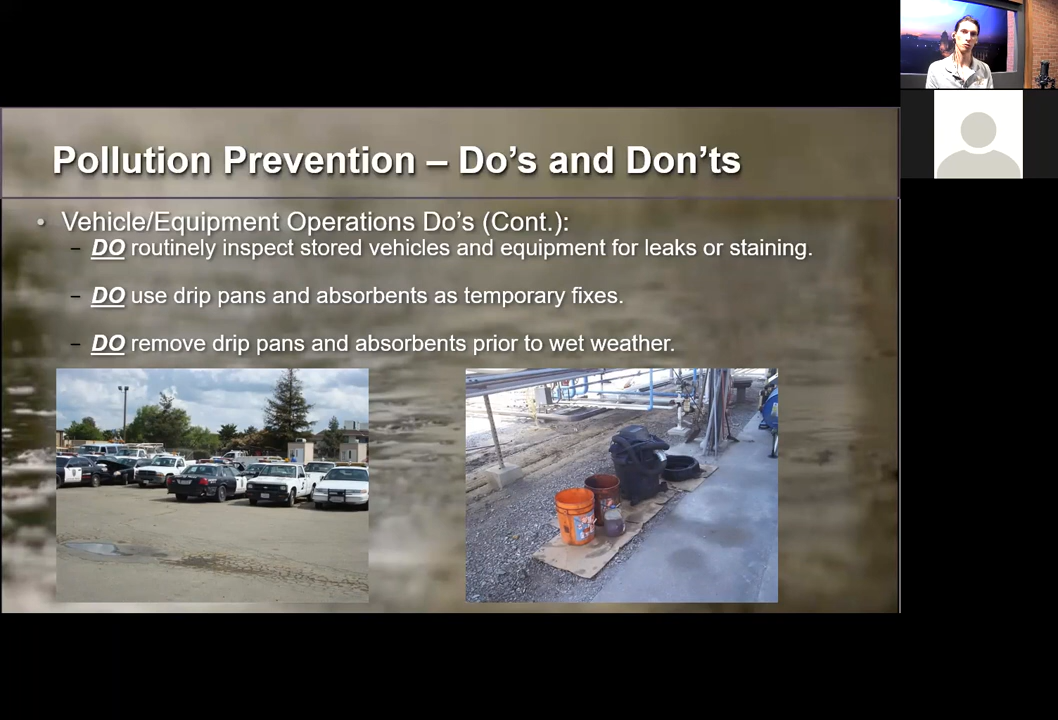 Pollution Prevention – Do’s and Don’ts
• Vehicle/Equipment Operations Do’s (Cont.):
– DO routinely inspect stored vehicles and equipment for leaks or staining.
– DO use drip pans and absorbents as temporary fixes.
– DO remove drip pans and absorbents prior to wet weather.